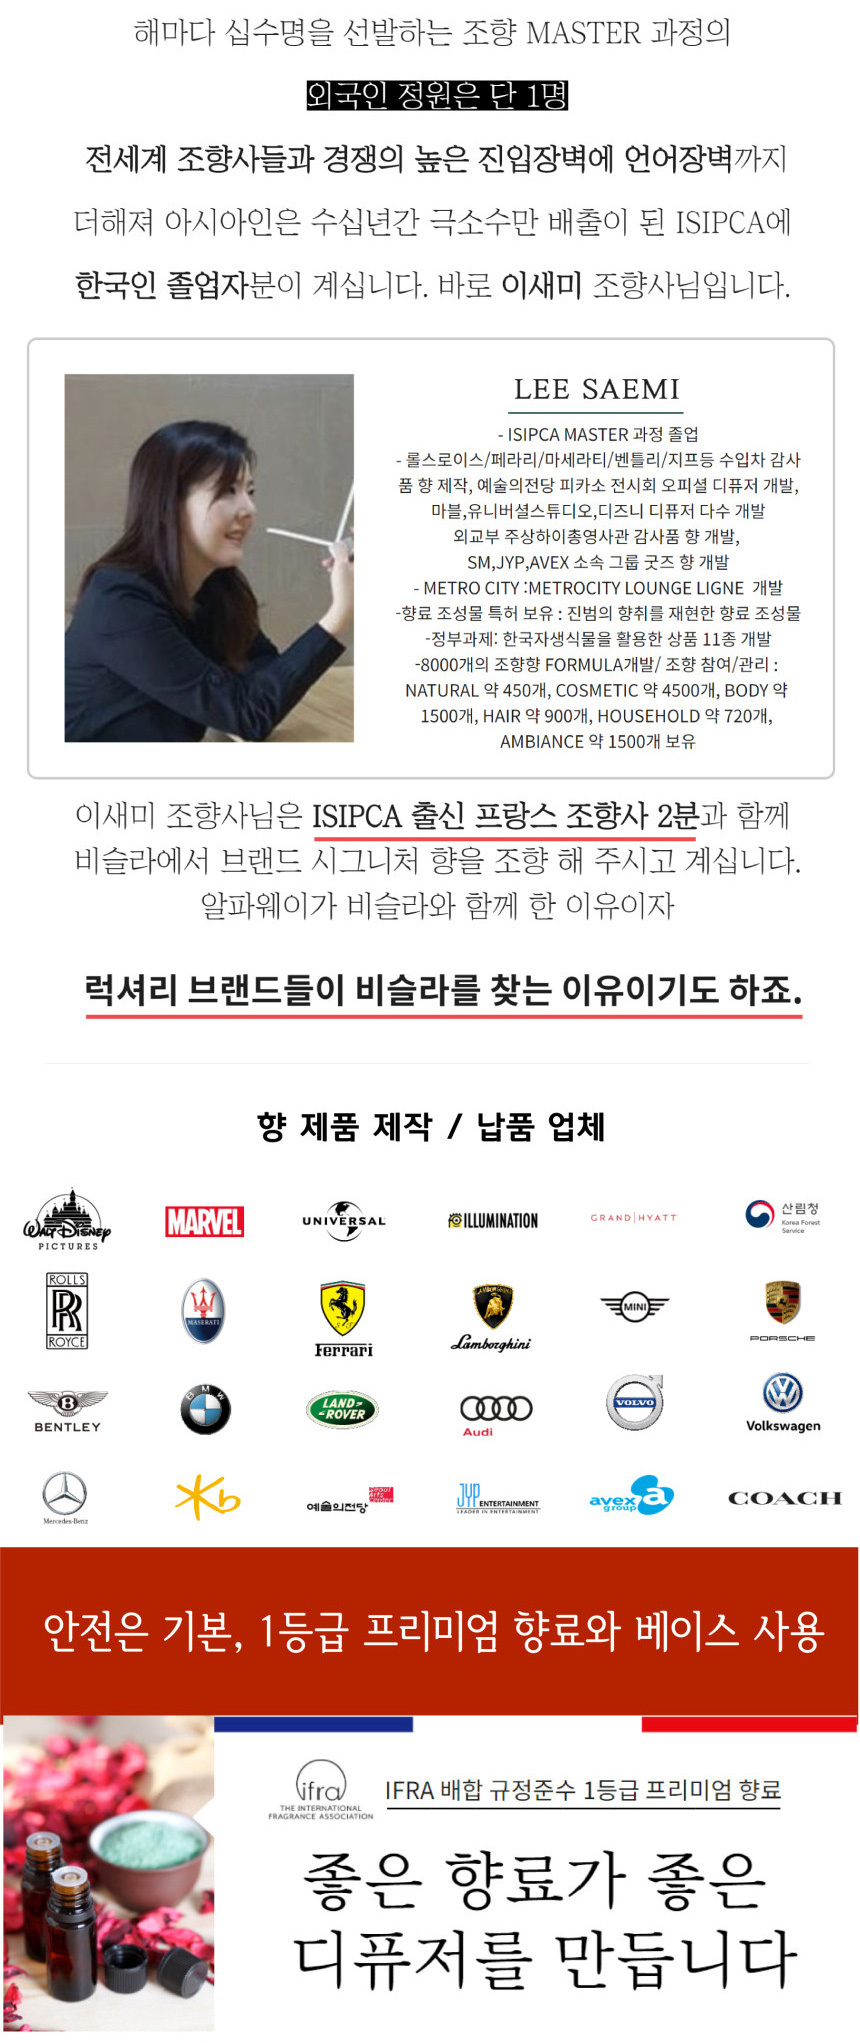 해마다 십수명을 선발하는 조향 MASTER 과정의
외국인 정원은 단 1명
전세계 조향사들과 경쟁의 높은 진입장벽에 언어장벽까지
더해져 아시아인은 수십년간 극소수만 배출이 된 ISIPCA에
한국인 졸업자분이 계십니다. 바로 이새미 조향사님입니다.
LEE SAEMI
- ISIPCA MASTER 과정 졸업
- 롤스로이스/페라리/마세라티/벤틀리/지프등 수입차 감사
품 향 제작, 예술의전당 피카소 전시회 오피셜 디퓨저 개발,
마블,유니버셜스튜디오,디즈니 디퓨저 다수 개발
외교부 주상하이총영사관 감사품 향 개발,
SM,JYP,AVEX 소속 그룹 굿즈 향 개발
- METRO CITY :METROCITY LOUNGE LIGNE 개발
-향료 조성물 특허 보유 : 진범의 향취를 재현한 향료 조성물
-정부과제: 한국자생식물을 활용한 상품 11종 개발
-8000개의 조향향 FORMULA개발/ 조향 참여/관리 :
NATURAL 약 450개, COSMETIC 약 4500개, BODY 약
1500개, HAIR 약 900개, HOUSEHOLD 약 720개,
AMBIANCE 약 1500개 보유
이새미 조향사님은 ISIPCA 출신 프랑스 조향사 2분과 함께
비슬라에서 브랜드 시그니처 향을 조향 해 주시고 계십니다.
알파웨이가 비슬라와 함께 한 이유이자
럭셔리 브랜드들이 비슬라를 찾는 이유이기도 하죠.
향 제품 제작 / 납품 업체
WALT DISNEY PICTURES
MARVEL
UNIVERSAL
ILLUMINATION
GRAND HYATT
산림청
Korea Forest Service
ROLLS RR ROYCE
MASERATI
Ferrari
LAMBORGHINI
Lamborghini
MINI
PORSCHE
B BENTLEY
BMW
LAND-ROVER
Audi
VOLVO
Volkswagen
Mercedes-Benz
Kb
예술의전당 Seoul Arts Center
JYP ENTERTAINMENT
LEADER IN ENTERTAINMENT
avex group a
COACH
안전은 기본, 1등급 프리미엄 향료와 베이스 사용
ifra
THE INTERNATIONAL
FRAGRANCE ASSOCIATION
IFRA 배합 규정준수 1등급 프리미엄 향료
좋은 향료가 좋은
디퓨저를 만듭니다